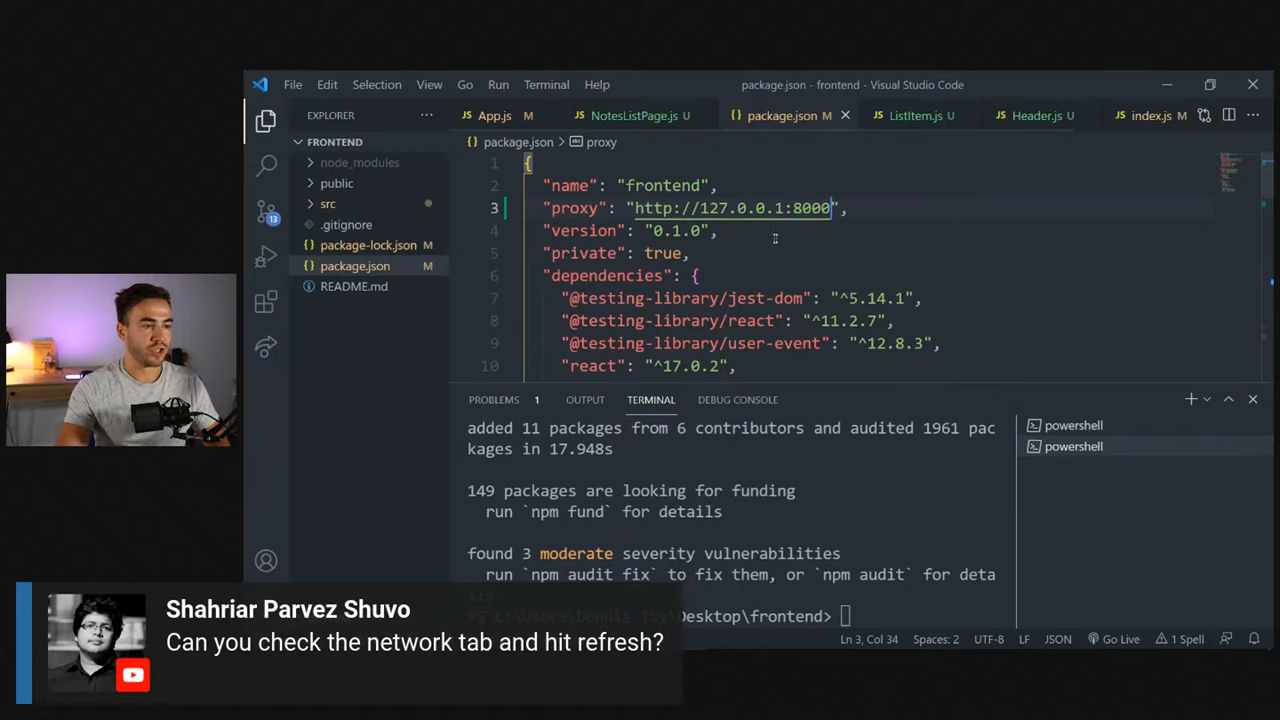 File Edit Selection View Go Run Terminal Help
package.json - frontend - Visual Studio Code
EXPLORER
App.js M
NotesListPage.js U
package.json M
ListItem.js U
Header.js U
index.js M
FRONTEND
node_modules
public
src
.gitignore
package-lock.json M
package.json M
README.md
13
package.json > proxy
1 {
2 "name": "frontend",
3 "proxy": "http://127.0.0.1:8000",
4 "version": "0.1.0",
5 "private": true,
6 "dependencies": {
7 "@testing-library/jest-dom": "^5.14.1",
8 "@testing-library/react": "^11.2.7",
9 "@testing-library/user-event": "^12.8.3",
10 "react": "^17.0.2",
PROBLEMS 1 OUTPUT TERMINAL DEBUG CONSOLE
added 11 packages from 6 contributors and audited 1961 pac
kages in 17.948s
149 packages are looking for funding
run `npm fund` for details
found 3 moderate severity vulnerabilities
run `npm audit fix` to fix them, or `npm audit` for deta
ils
PS C:\Users\Dennis Ivy\Desktop\frontend>
powershell
powershell
Ln 3, Col 34 Spaces: 2 UTF-8 LF JSON Go Live 1 Spell
Shahriar Parvez Shuvo
Can you check the network tab and hit refresh?